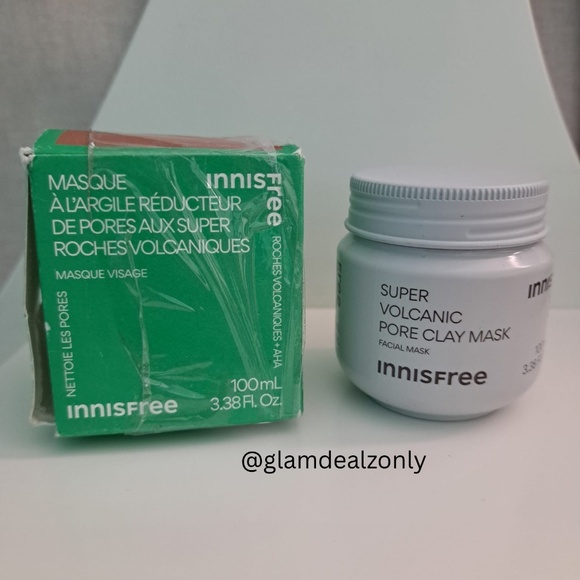 MASQUE
À L'ARGILE RÉDUCTEUR
DE PORES AUX SUPER
ROCHES VOLCANIQUES
MASQUE VISAGE
innisfree
ROCHES VOLCANIQUES + AHA
NETTOIE LES PORES
100 mL
3.38 Fl. Oz.
innisfree
SUPER
VOLCANIC
PORE CLAY MASK
FACIAL MASK
innisfree
@glamdealzonly